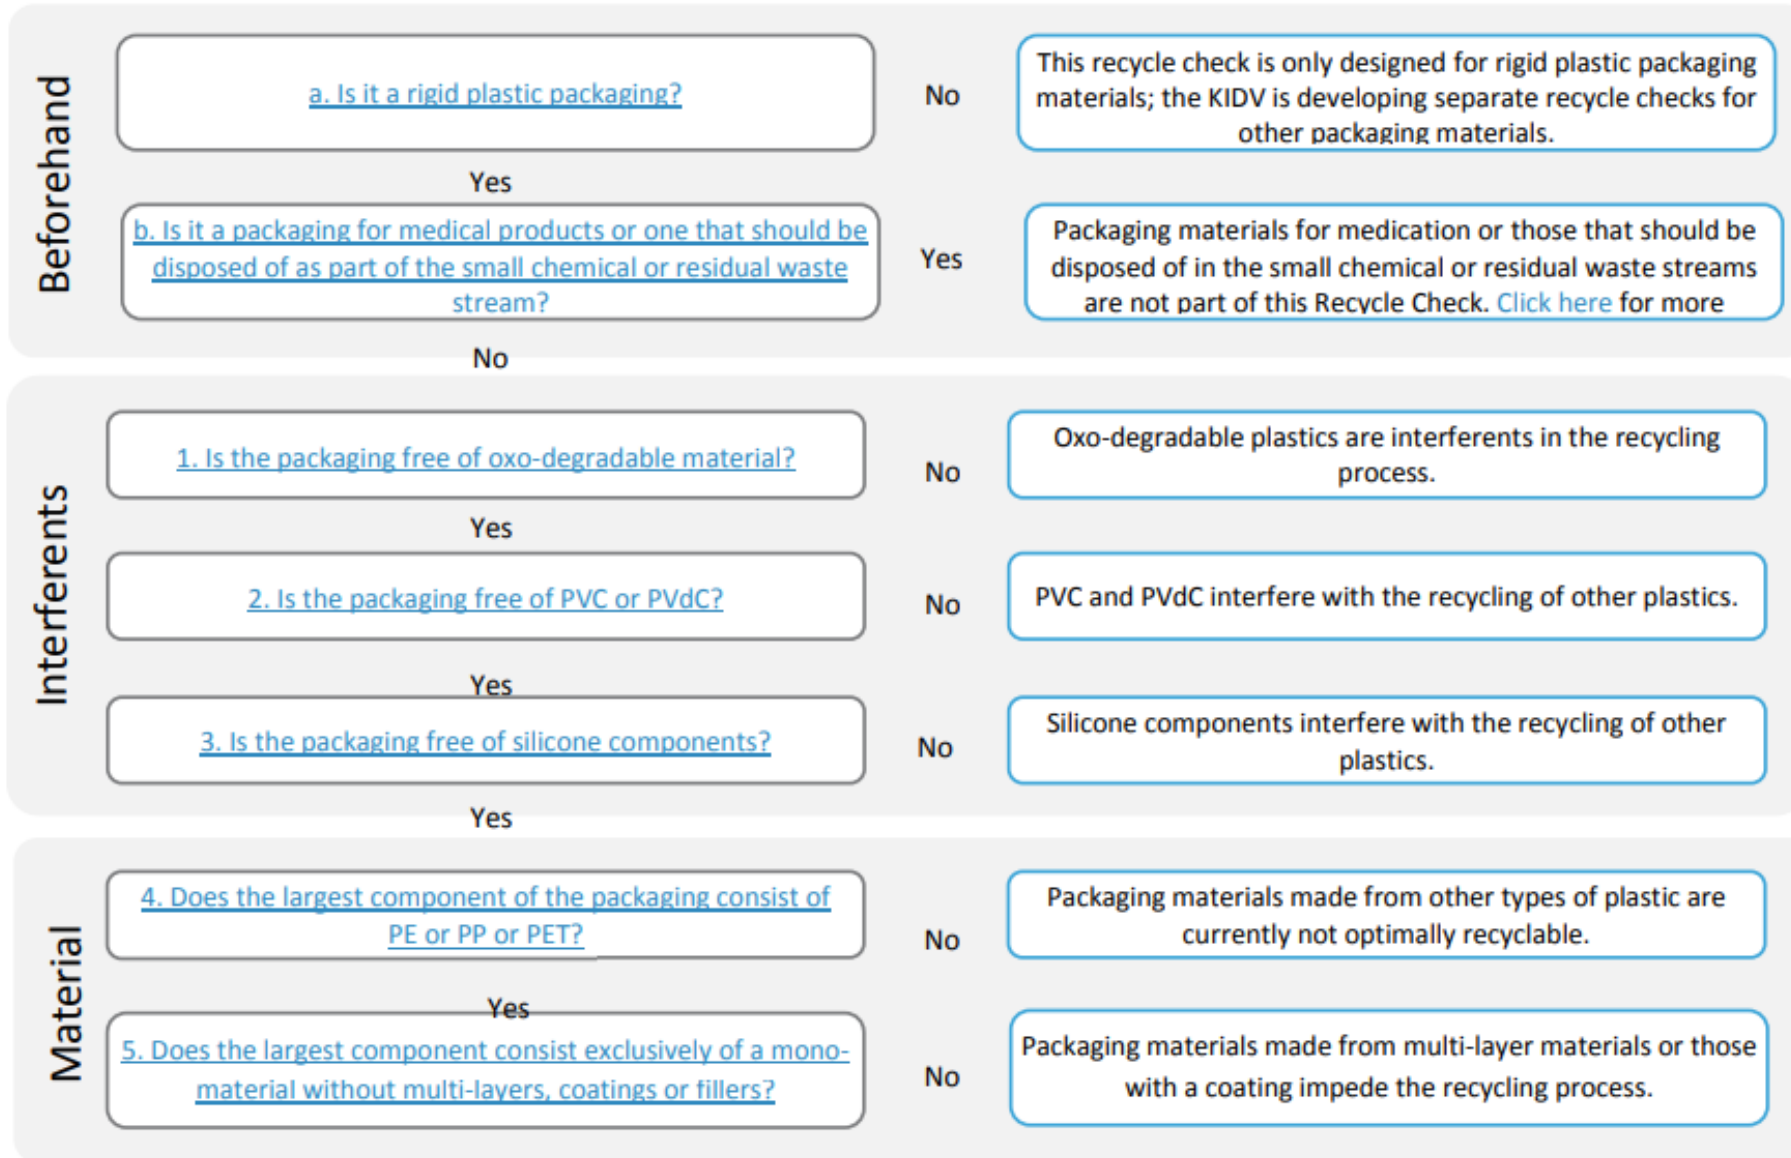 Beforehand
a. Is it a rigid plastic packaging?
No
This recycle check is only designed for rigid plastic packaging
materials; the KIDV is developing separate recycle checks for
other packaging materials.
Yes
b. Is it a packaging for medical products or one that should be
disposed of as part of the small chemical or residual waste
stream?
Yes
Packaging materials for medication or those that should be
disposed of in the small chemical or residual waste streams
are not part of this Recycle Check. Click here for more
No
Interferents
1. Is the packaging free of oxo-degradable material?
No
Oxo-degradable plastics are interferents in the recycling
process.
Yes
2. Is the packaging free of PVC or PVdC?
No
PVC and PVdC interfere with the recycling of other plastics.
Yes
3. Is the packaging free of silicone components?
No
Silicone components interfere with the recycling of other
plastics.
Yes
Material
4. Does the largest component of the packaging consist of
PE or PP or PET?
No
Packaging materials made from other types of plastic are
currently not optimally recyclable.
Yes
5. Does the largest component consist exclusively of a mono-
material without multi-layers, coatings or fillers?
No
Packaging materials made from multi-layer materials or those
with a coating impede the recycling process.